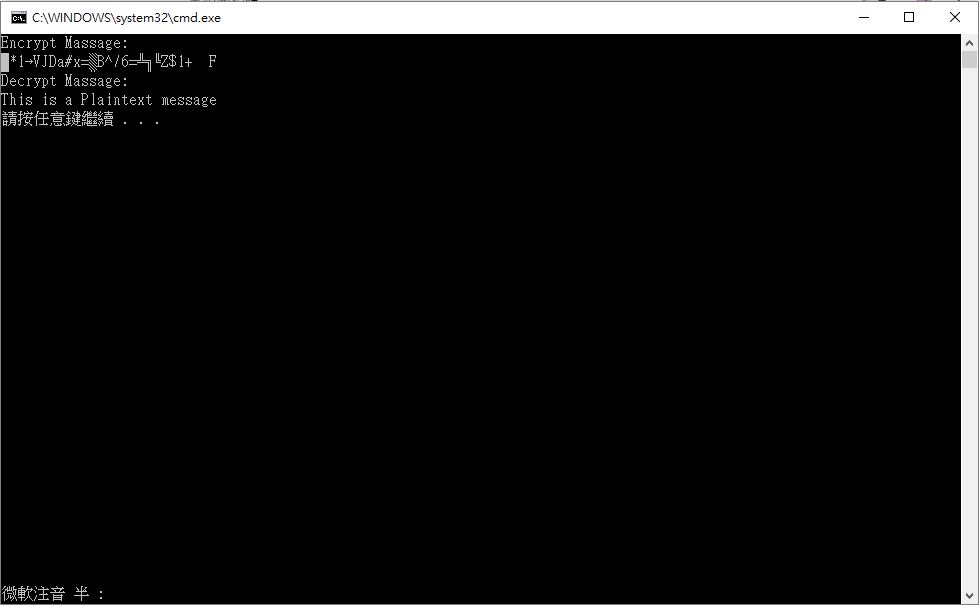 C:\WINDOWS\system32\cmd.exe
Encrypt Massage:
█*1→VJDa#x=▒B^/6=╩╗╚Z$1+  F
Decrypt Massage:
This is a Plaintext message
請按任意鍵繼續 . . .
微軟注音 半 :